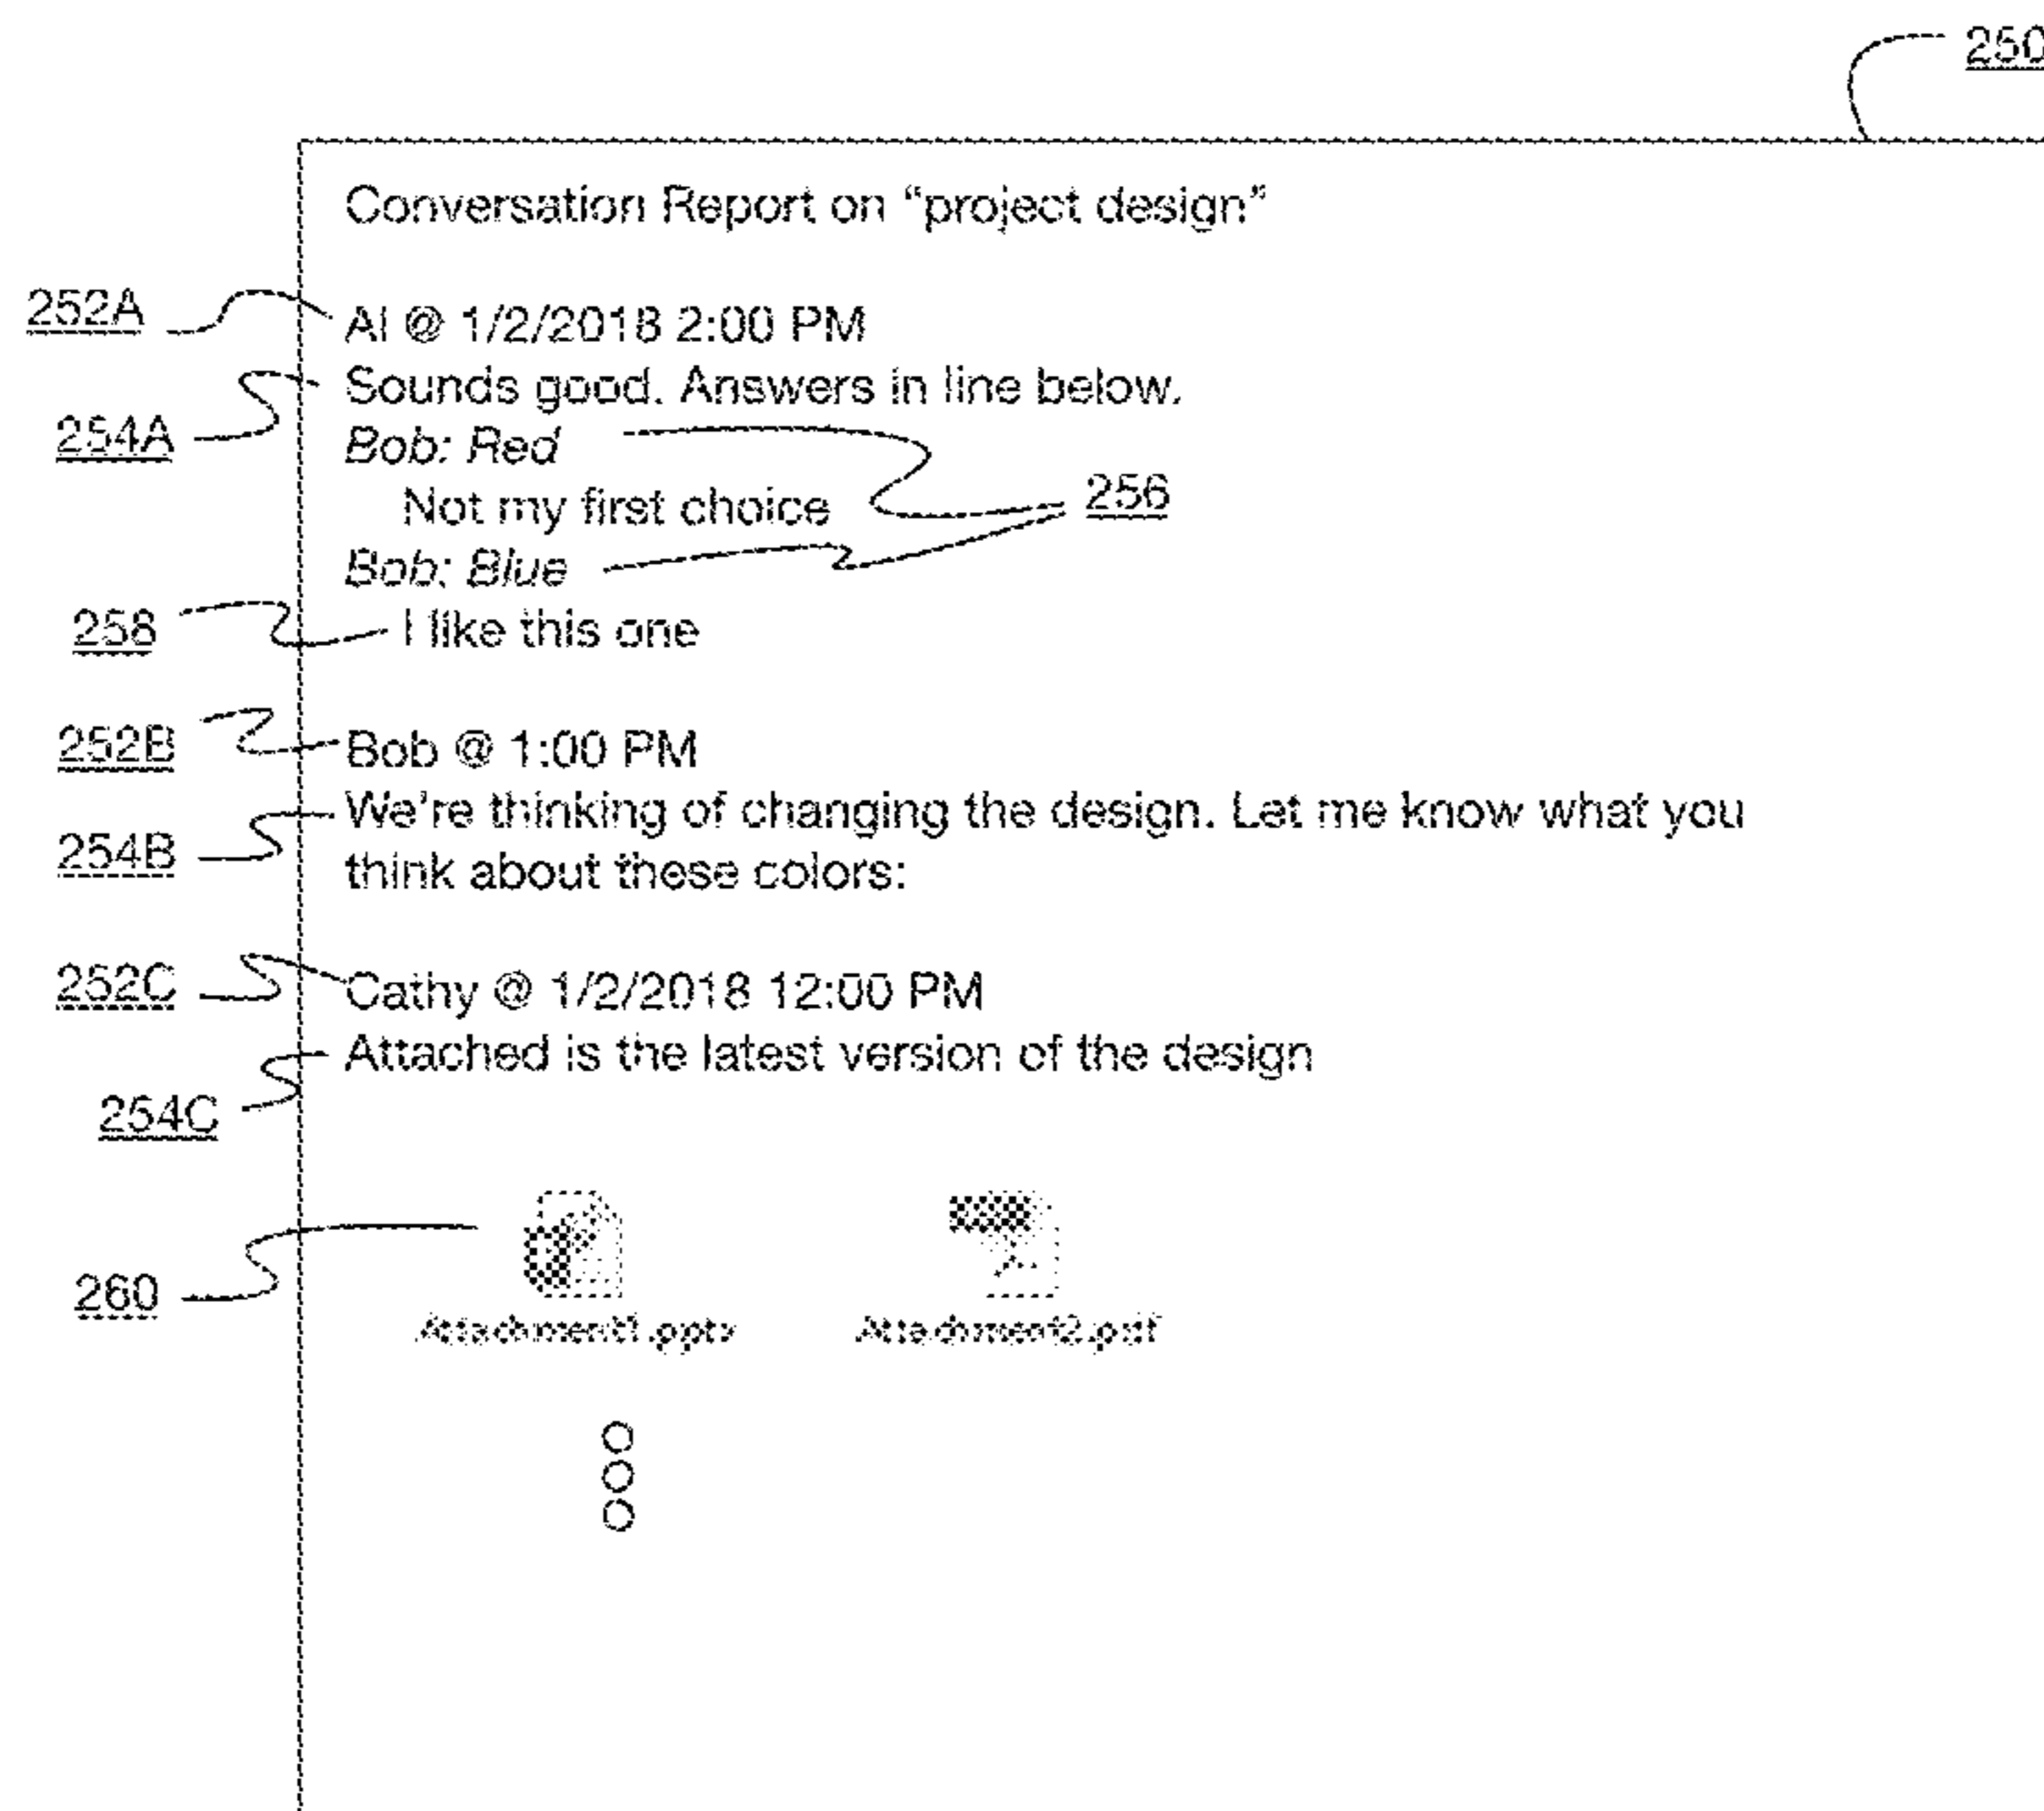 250
Conversation Report on “project design”
252A
Al @ 1/2/2018 2:00 PM
Sounds good. Answers in line below.
254A
Bob: Red
Not my first choice
256
Bob: Blue
258
I like this one
252B
Bob @ 1:00 PM
We're thinking of changing the design. Let me know what you
254B
think about these colors:
252C
Cathy @ 1/2/2018 12:00 PM
Attached is the latest version of the design
254C
260
Attachment1.pptx Attachment2.pdf